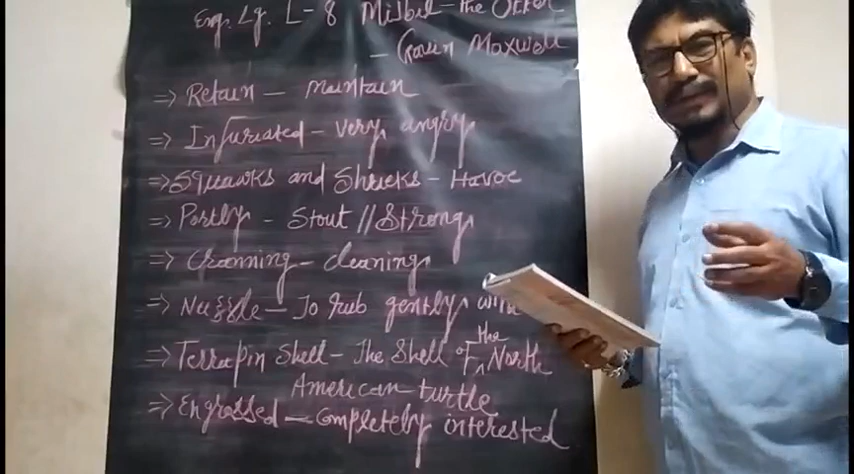 Eng. Lg. L-8 Mijbil-the Otter
- Gavin Maxwell
⇒ Retain - Maintain
⇒ Infuriated - very angry
⇒ Squawks and Shrieks - Havoc
⇒ Portly - Stout // Strong
⇒ Grooming - cleaning
⇒ Nuzzle - To rub gently with
⇒ Terrapin Shell - The Shell of the North
American turtle
⇒ Engrossed - Completely interested